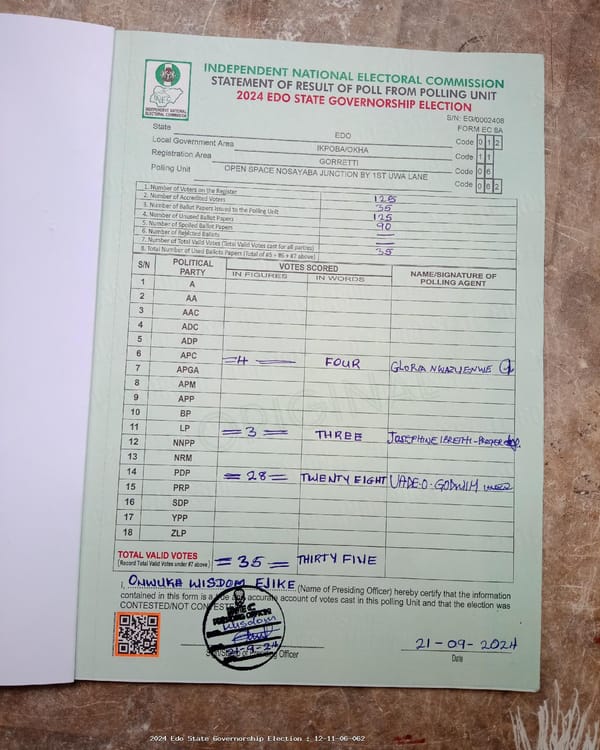 INDEPENDENT NATIONAL ELECTORAL COMMISSION
STATEMENT OF RESULT OF POLL FROM POLLING UNIT
2024 EDO STATE GOVERNORSHIP ELECTION
INEC
INDEPENDENT NATIONAL
ELECTORAL COMMISSION
S/N: EG/0002408
FORM EC 8A
State EDO Code 0 1 2
Local Government Area IKPOBA/OKHA Code 1 1
Registration Area GORRETTI Code 0 6
Polling Unit OPEN SPACE NOSAYABA JUNCTION BY 1ST UWA LANE Code 0 6 2
1. Number of Voters on the Register 125
2. Number of Accredited Voters 35
3. Number of Ballot Papers Issued to the Polling Unit 125
4. Number of Unused Ballot Papers 90
5. Number of Spoiled Ballot Papers —
6. Number of Rejected Ballots —
7. Number of Total Valid Votes (Total Valid Votes cast for all parties) 35
8. Total Number of Used Ballots Papers (Total of #5 + #6 + #7 above) 35
S/N POLITICAL PARTY VOTES SCORED NAME/SIGNATURE OF POLLING AGENT
IN FIGURES IN WORDS
1 A
2 AA
3 AAC
4 ADC
5 ADP
6 APC =4= FOUR GLORIA
7 APGA
8 APM
9 APP
10 BP
11 LP =3= THREE JOSEPHINE
12 NNPP
13 NRM
14 PDP =28= TWENTY EIGHT UADE-O-GODWIN
15 PRP
16 SDP
17 YPP
18 ZLP
ORIGINAL
TOTAL VALID VOTES =35= THIRTY FIVE
(Record Total Valid Votes under #7 above)
I, ONWUKA WISDOM EJIKE (Name of Presiding Officer) hereby certify that the information
contained in this form is a true and accurate account of votes cast in this polling Unit and that the election was
CONTESTED/NOT CONTESTED
INEC
PRESIDING OFFICER
Wisdom
21-9-24
Presiding Officer
21-09-2024
Date
2024 Edo State Governorship Election : 12-11-06-062